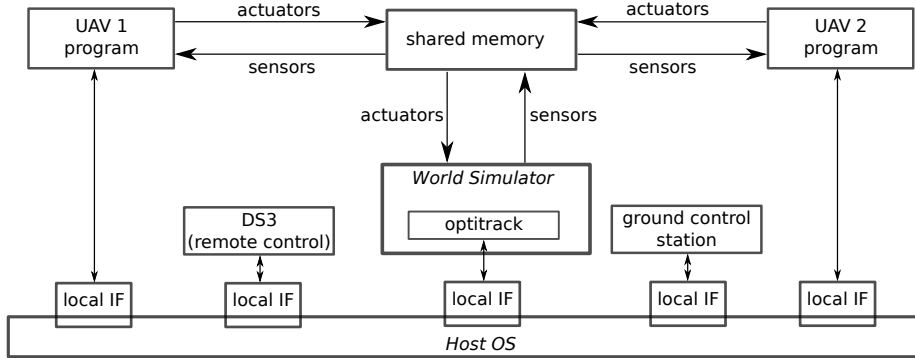 UAV 1
program
actuators
sensors
shared memory
actuators
sensors
UAV 2
program
actuators
sensors
World Simulator
optitrack
DS3
(remote control)
ground control
station
local IF
local IF
local IF
local IF
local IF
Host OS